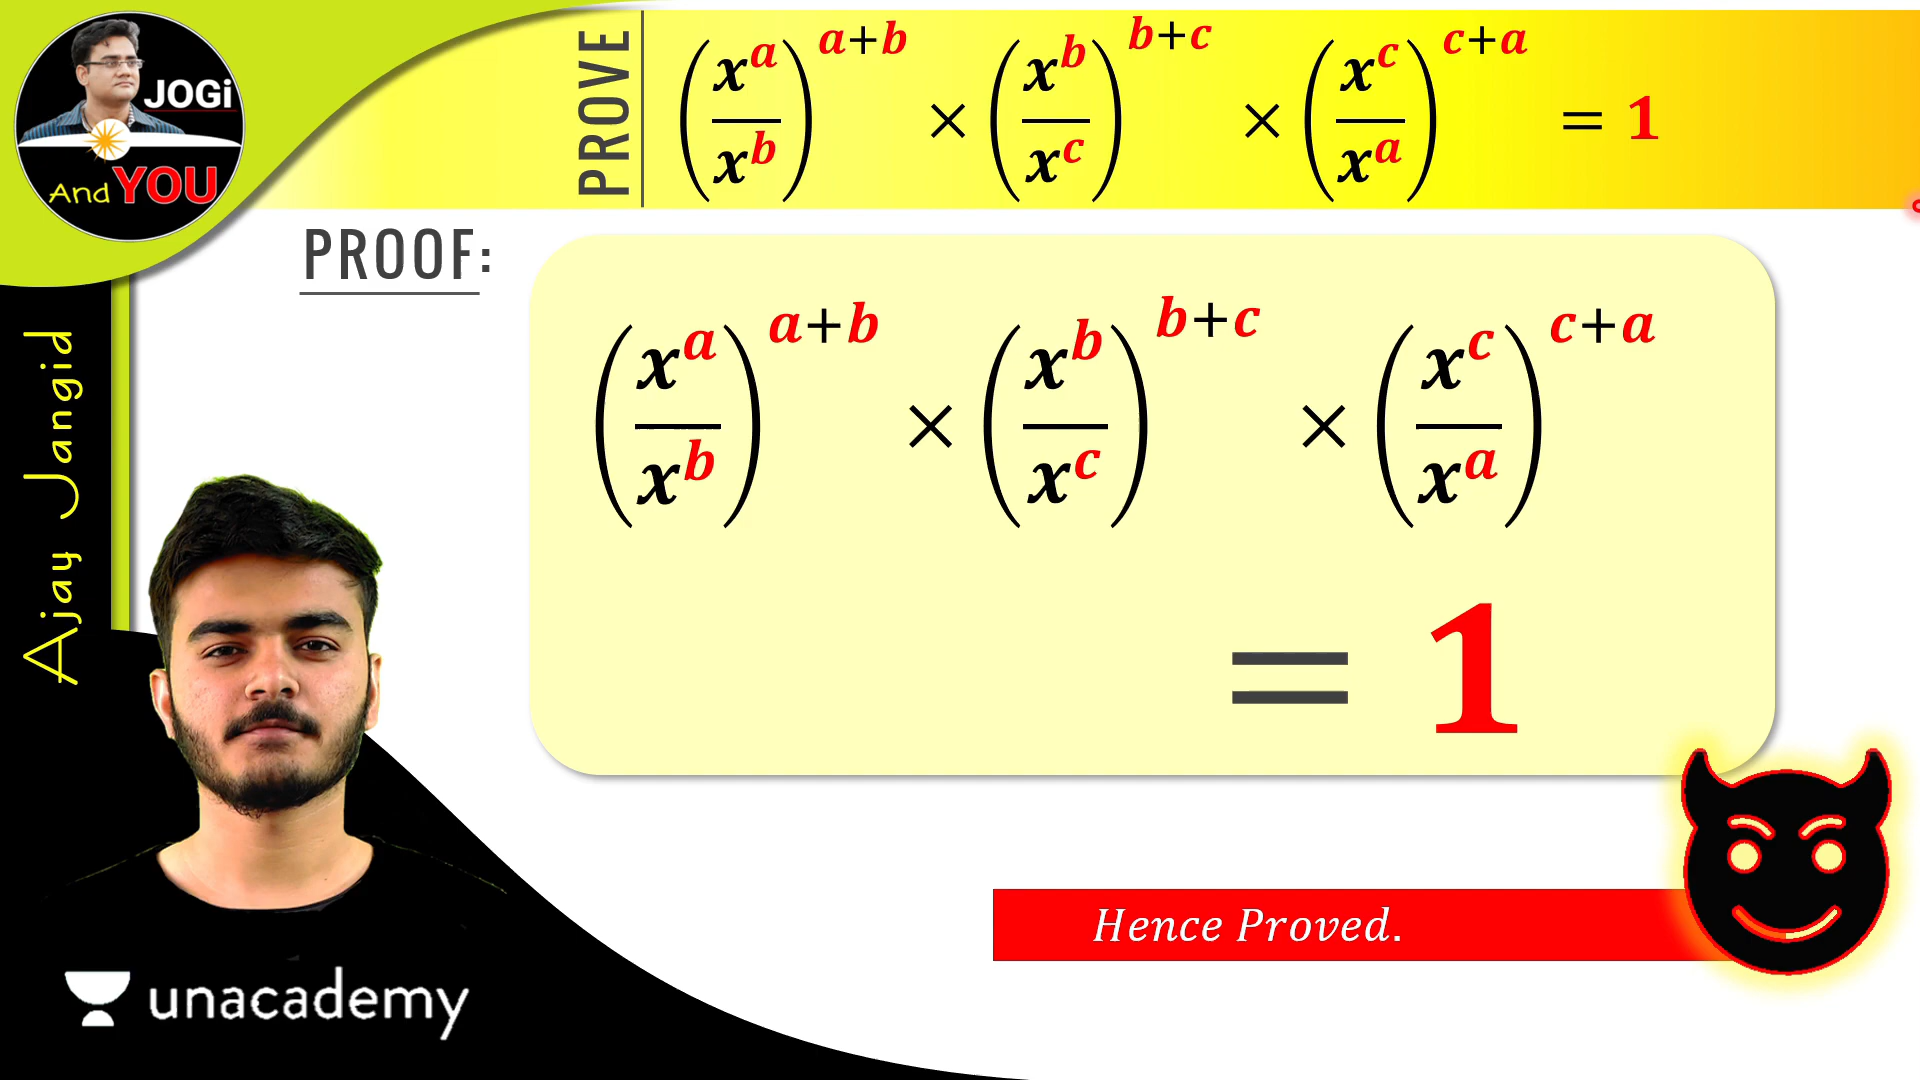 JOGi
And YOU
PROVE
(x^a/x^b)^{a+b} × (x^b/x^c)^{b+c} × (x^c/x^a)^{c+a} = 1
PROOF:
(x^a/x^b)^{a+b} × (x^b/x^c)^{b+c} × (x^c/x^a)^{c+a}
= 1
Ajay Jangid
Hence Proved.
unacademy